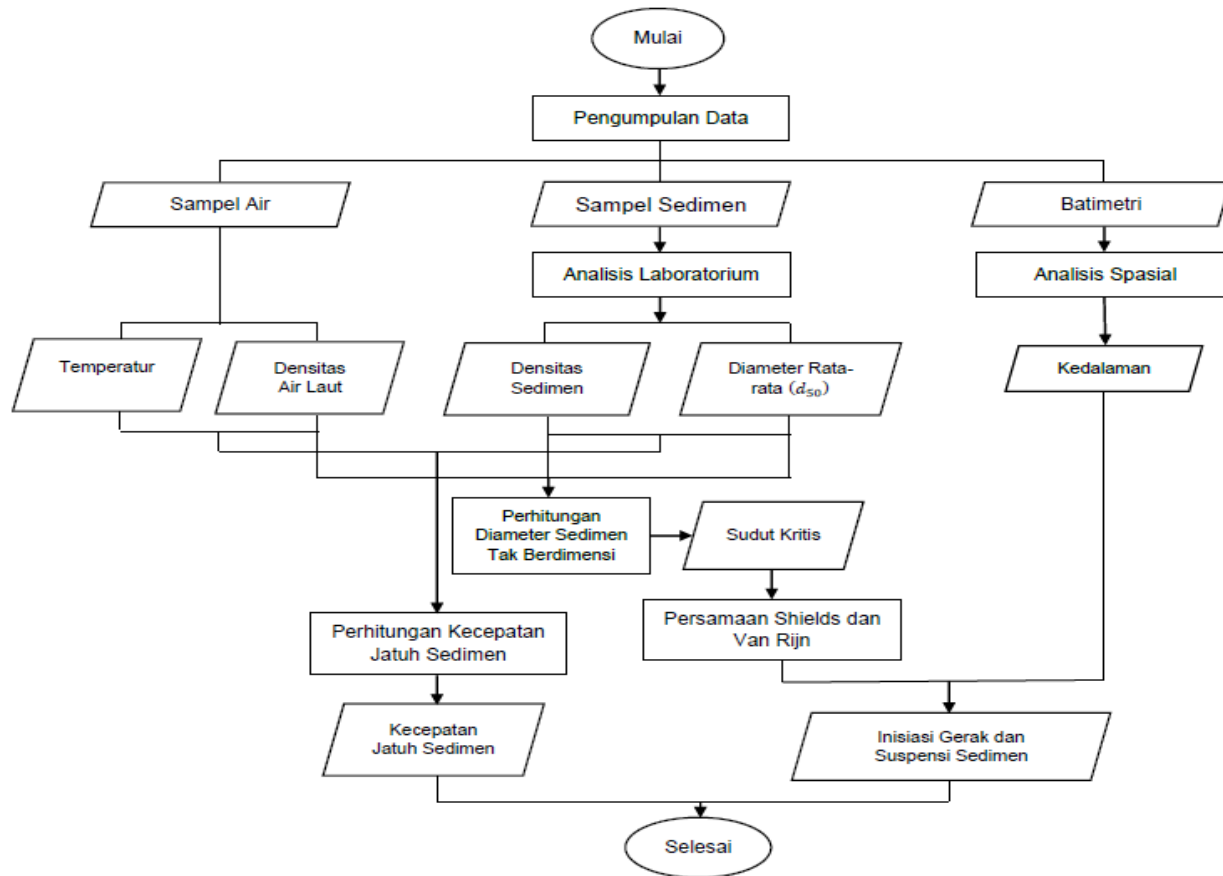 Mulai
Pengumpulan Data
Sampel Air
Sampel Sedimen
Batimetri
Analisis Laboratorium
Analisis Spasial
Temperatur
Densitas
Air Laut
Densitas
Sedimen
Diameter Rata-
rata (d₅₀)
Kedalaman
Perhitungan
Diameter Sedimen
Tak Berdimensi
Sudut Kritis
Perhitungan Kecepatan
Jatuh Sedimen
Persamaan Shields dan
Van Rijn
Kecepatan
Jatuh Sedimen
Inisiasi Gerak dan
Suspensi Sedimen
Selesai